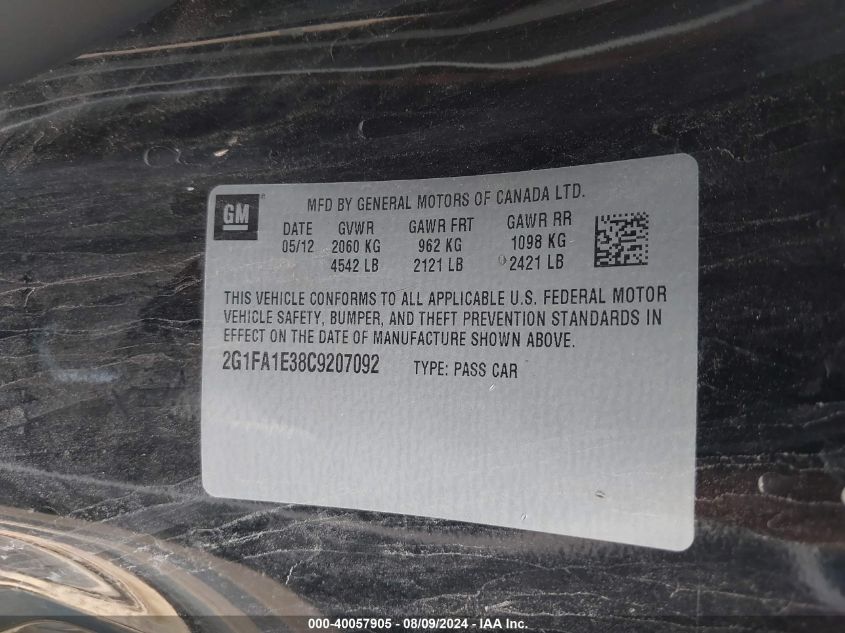 GM
MFD BY GENERAL MOTORS OF CANADA LTD.
DATE GVWR GAWR FRT GAWR RR
05/12 2060 KG 962 KG 1098 KG
4542 LB 2121 LB 2421 LB
THIS VEHICLE CONFORMS TO ALL APPLICABLE U.S. FEDERAL MOTOR
VEHICLE SAFETY, BUMPER, AND THEFT PREVENTION STANDARDS IN
EFFECT ON THE DATE OF MANUFACTURE SHOWN ABOVE.
2G1FA1E38C9207092 TYPE: PASS CAR
000-40057905 - 08/09/2024 - IAA Inc.